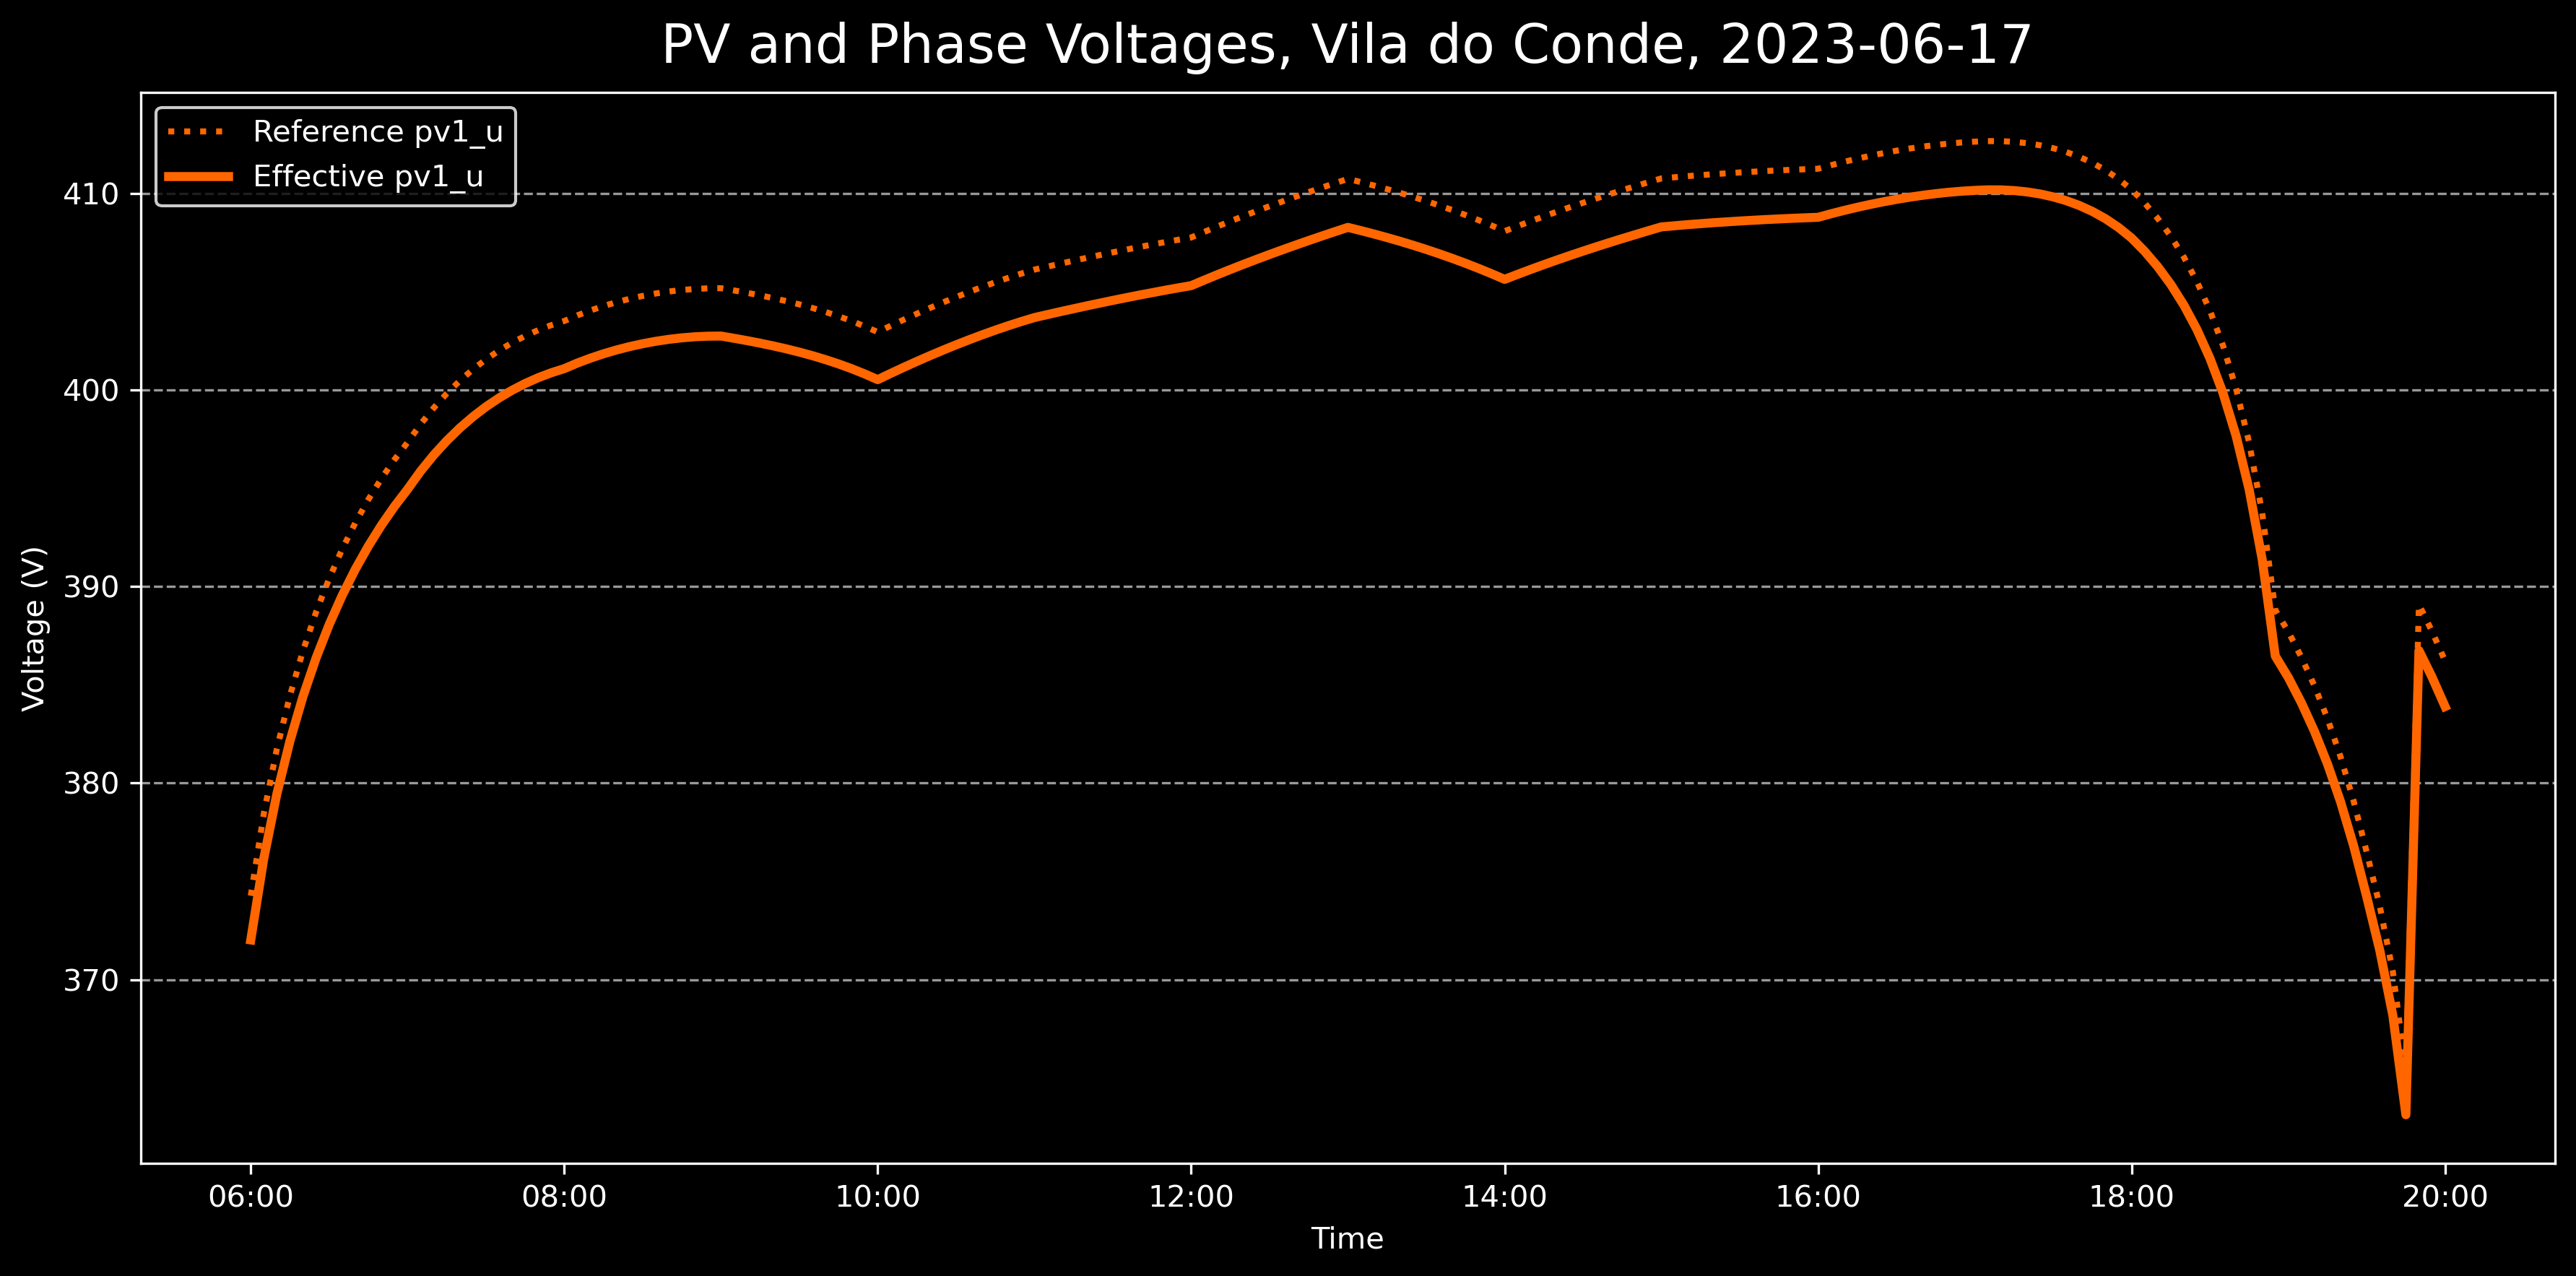 PV and Phase Voltages, Vila do Conde, 2023-06-17
Reference pv1_u
Effective pv1_u
Voltage (V)
410
400
390
380
370
06:00
08:00
10:00
12:00
14:00
16:00
18:00
20:00
Time